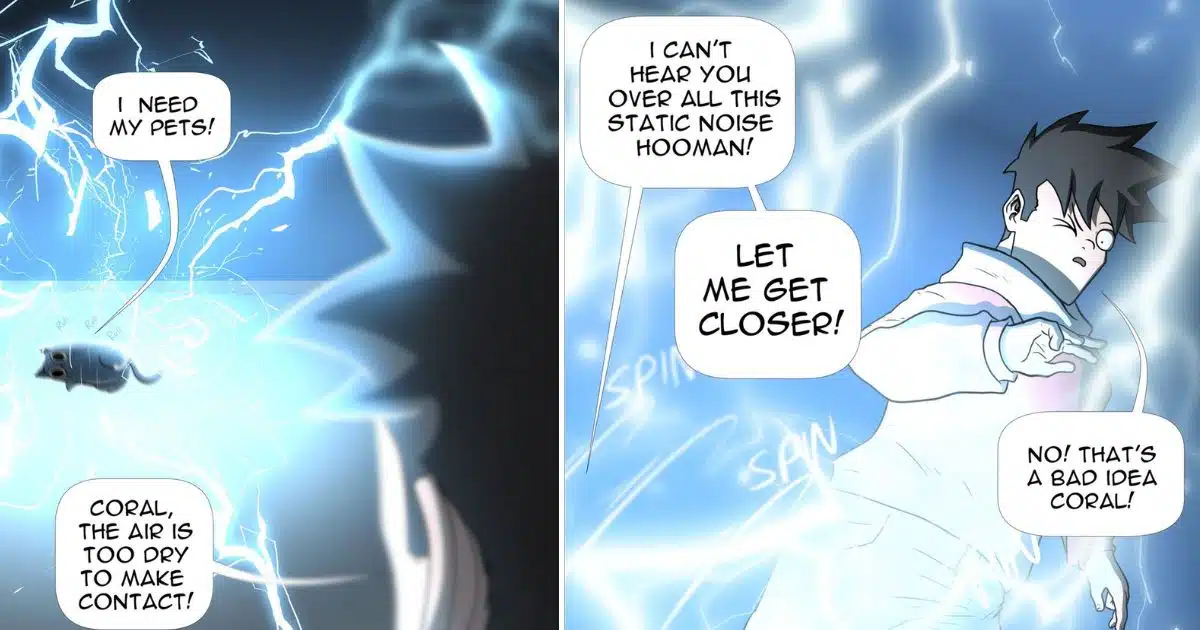 I NEED
MY PETS!
CORAL,
THE AIR IS
TOO DRY
TO MAKE
CONTACT!
I CAN'T
HEAR YOU
OVER ALL THIS
STATIC NOISE
HOOMAN!
LET
ME GET
CLOSER!
SPIN
SPIN
NO! THAT'S
A BAD IDEA
CORAL!